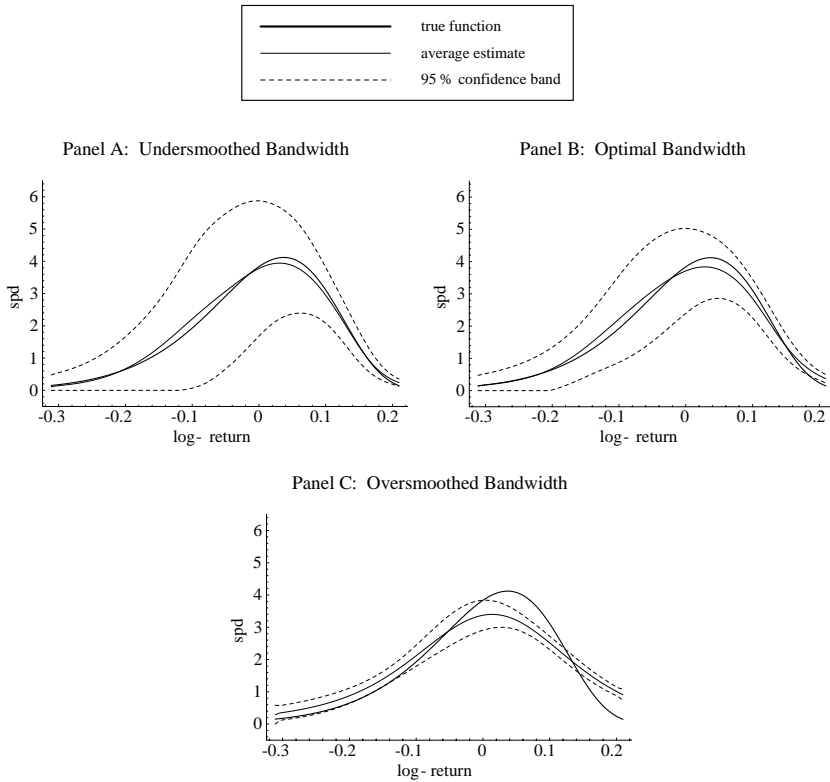 true function
average estimate
95 % confidence band
Panel A: Undersmoothed Bandwidth
6
5
4
3
2
1
0
spd
-0.3 -0.2 -0.1 0 0.1 0.2
log- return
Panel B: Optimal Bandwidth
6
5
4
3
2
1
0
spd
-0.3 -0.2 -0.1 0 0.1 0.2
log- return
Panel C: Oversmoothed Bandwidth
6
5
4
3
2
1
0
spd
-0.3 -0.2 -0.1 0 0.1 0.2
log- return